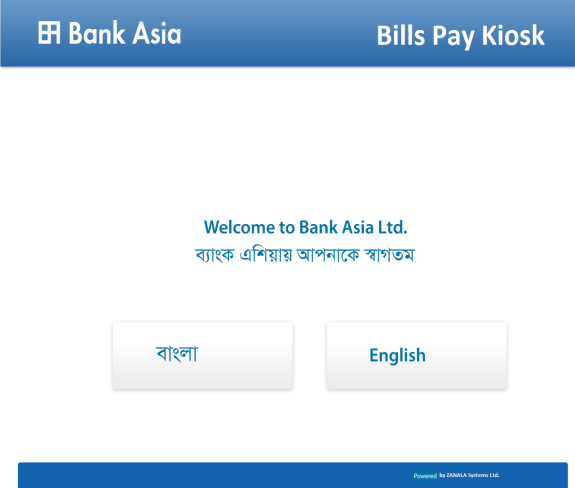 Bank Asia
Bills Pay Kiosk
Welcome to Bank Asia Ltd.
ব্যাংক এশিয়ায় আপনাকে স্বাগতম
বাংলা
English
Powered by ZANALA Systems Ltd.